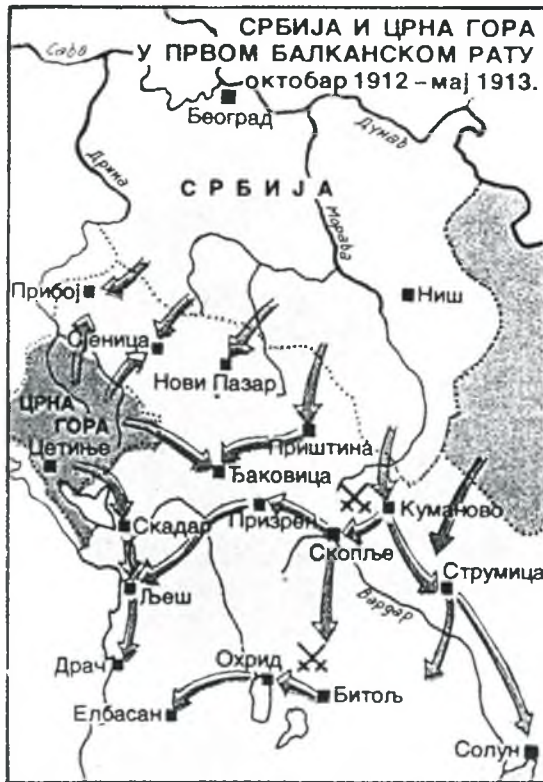 СРБИЈА И ЦРНА ГОРА
У ПРВОМ БАЛКАНСКОМ РАТУ
октобар 1912 – мај 1913.
Сава
Београд
Дунав
Дрина
СРБИЈА
Морава
Прибој
Ниш
Сјеница
Нови Пазар
ЦРНА
ГОРА
Цетиње
Приштина
Ђаковица
Скадар
Призрен
Куманово
Скопље
Љеш
Струмица
Вардар
Драч
Охрид
Битољ
Елбасан
Солун